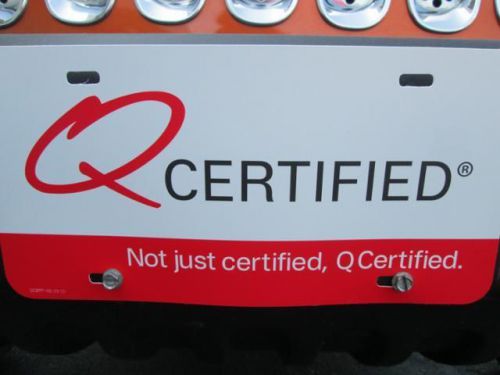 Q CERTIFIED®
Not just certified, Q Certified.